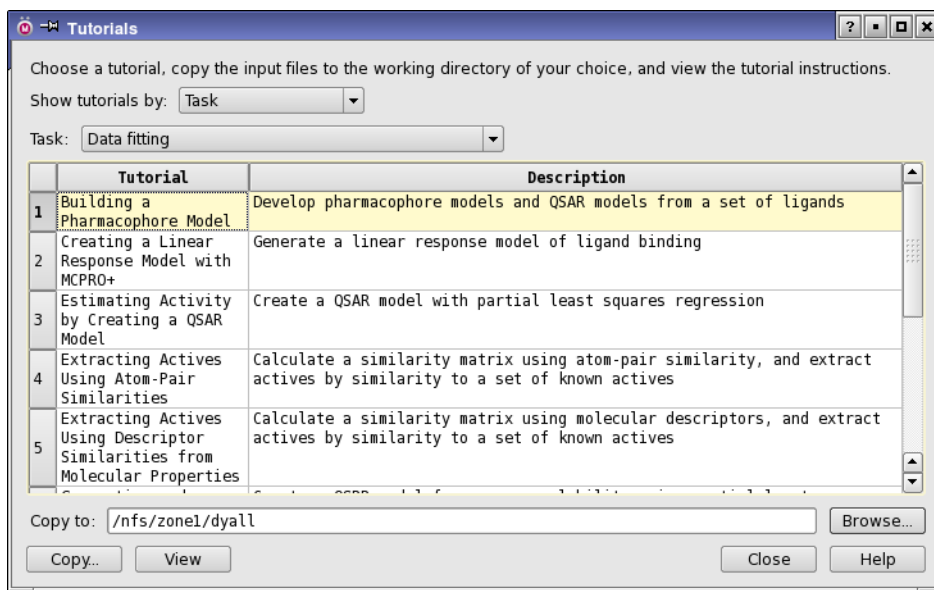 Tutorials
Choose a tutorial, copy the input files to the working directory of your choice, and view the tutorial instructions.
Show tutorials by: Task
Task: Data fitting
Tutorial Description
1 Building a Develop pharmacophore models and QSAR models from a set of ligands
Pharmacophore Model
2 Creating a Linear Generate a linear response model of ligand binding
Response Model with
MCPRO+
3 Estimating Activity Create a QSAR model with partial least squares regression
by Creating a QSAR
Model
4 Extracting Actives Calculate a similarity matrix using atom-pair similarity, and extract
Using Atom-Pair actives by similarity to a set of known actives
Similarities
5 Extracting Actives Calculate a similarity matrix using molecular descriptors, and extract
Using Descriptor actives by similarity to a set of known actives
Similarities from
Molecular Properties
Copy to: /nfs/zone1/dyall Browse...
Copy... View Close Help